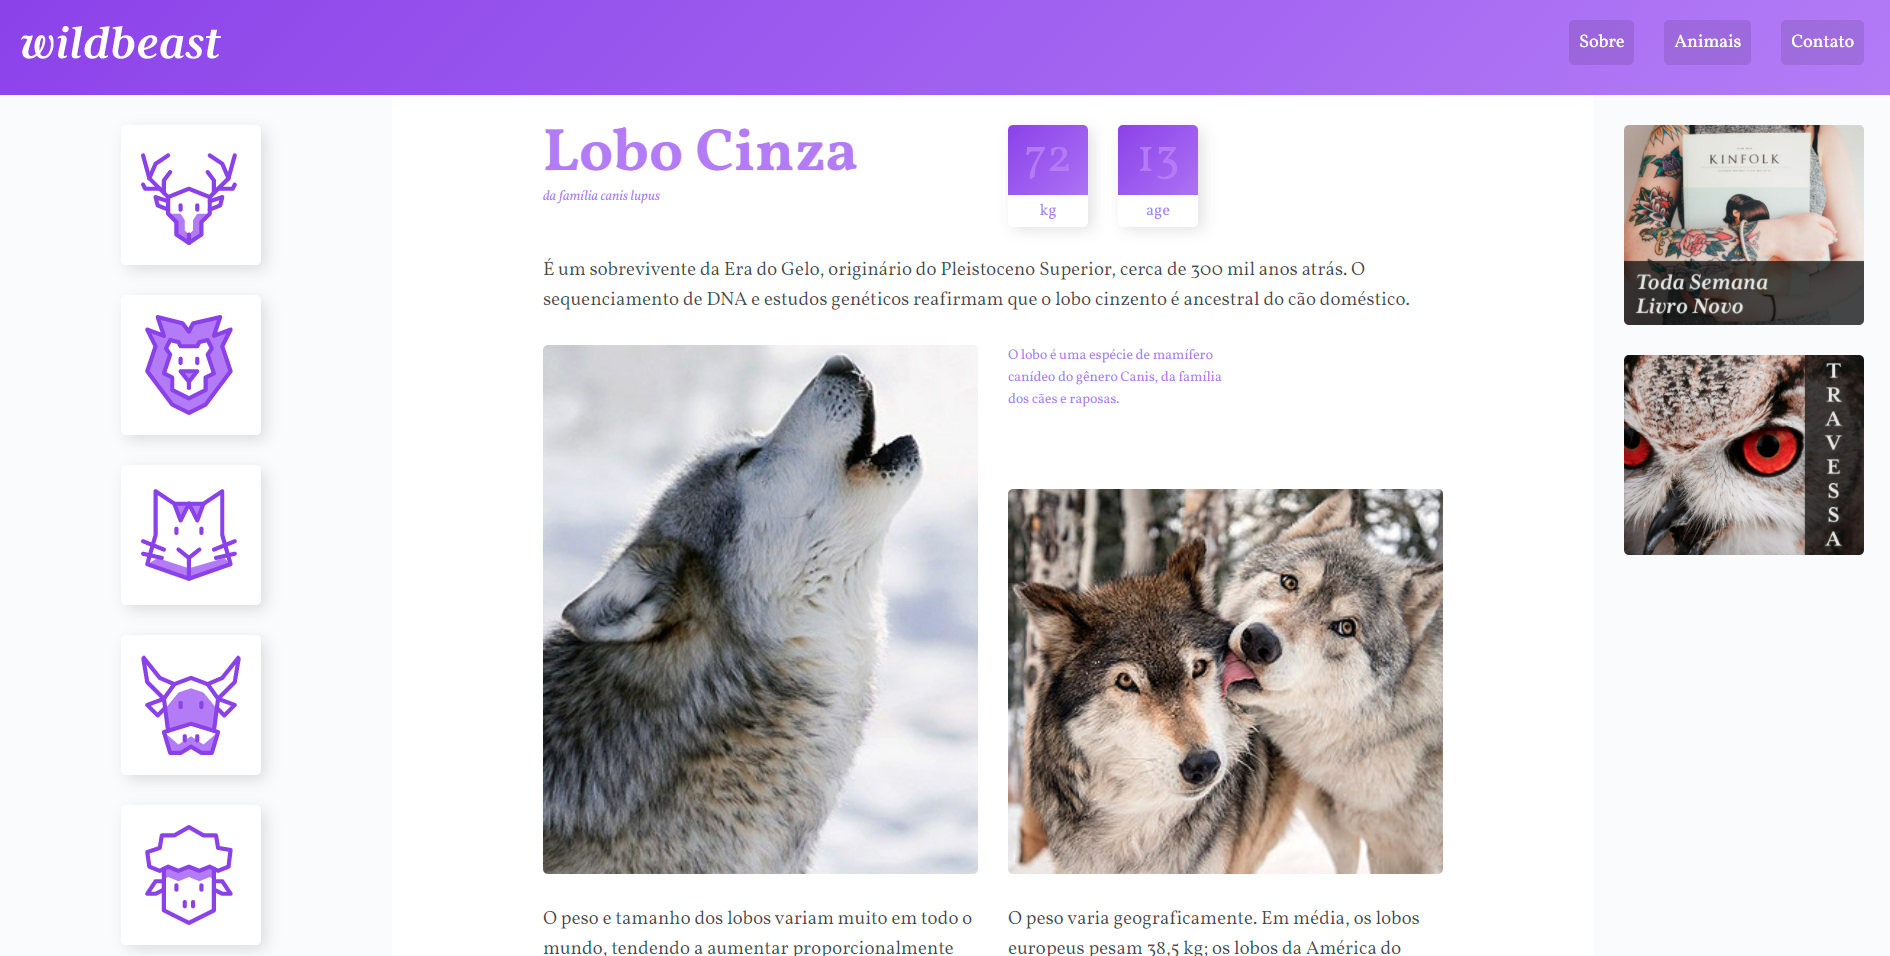 wildbeast
Sobre
Animais
Contato
Lobo Cinza
da família canis lupus
72
kg
13
age
É um sobrevivente da Era do Gelo, originário do Pleistoceno Superior, cerca de 300 mil anos atrás. O
sequenciamento de DNA e estudos genéticos reafirmam que o lobo cinzento é ancestral do cão doméstico.
O lobo é uma espécie de mamífero
canídeo do gênero Canis, da família
dos cães e raposas.
O peso e tamanho dos lobos variam muito em todo o
mundo, tendendo a aumentar proporcionalmente
O peso varia geograficamente. Em média, os lobos
europeus pesam 38,5 kg; os lobos da América do
KINFOLK
Toda Semana
Livro Novo
TRAVESSA